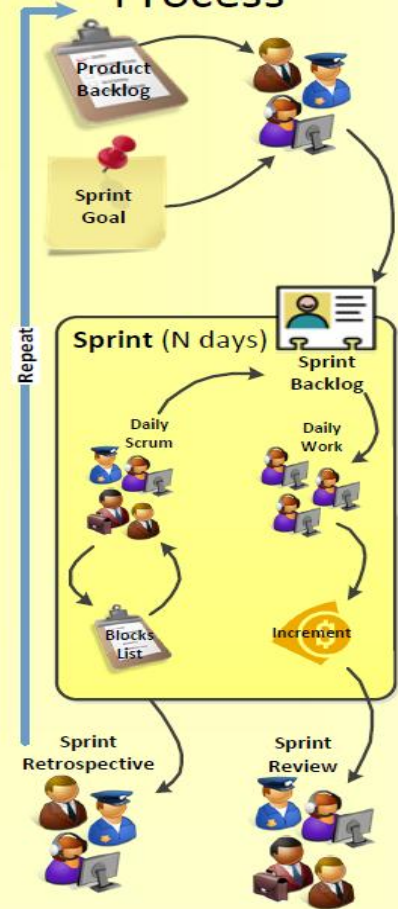 Process
Product
Backlog
Sprint
Goal
Repeat
Sprint (N days)
Sprint
Backlog
Daily
Scrum
Daily
Work
Blocks
List
Increment
Sprint
Retrospective
Sprint
Review